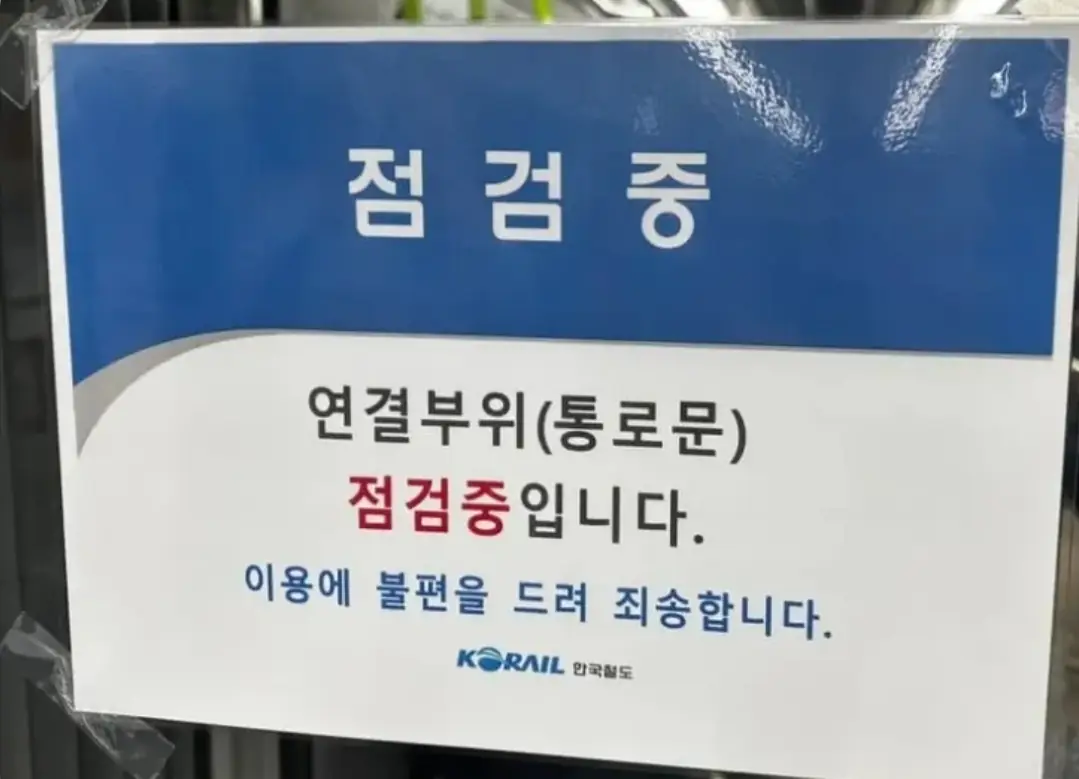 점검중
연결부위(통로문)
점검중입니다.
이용에 불편을 드려 죄송합니다.
KORAIL 한국철도